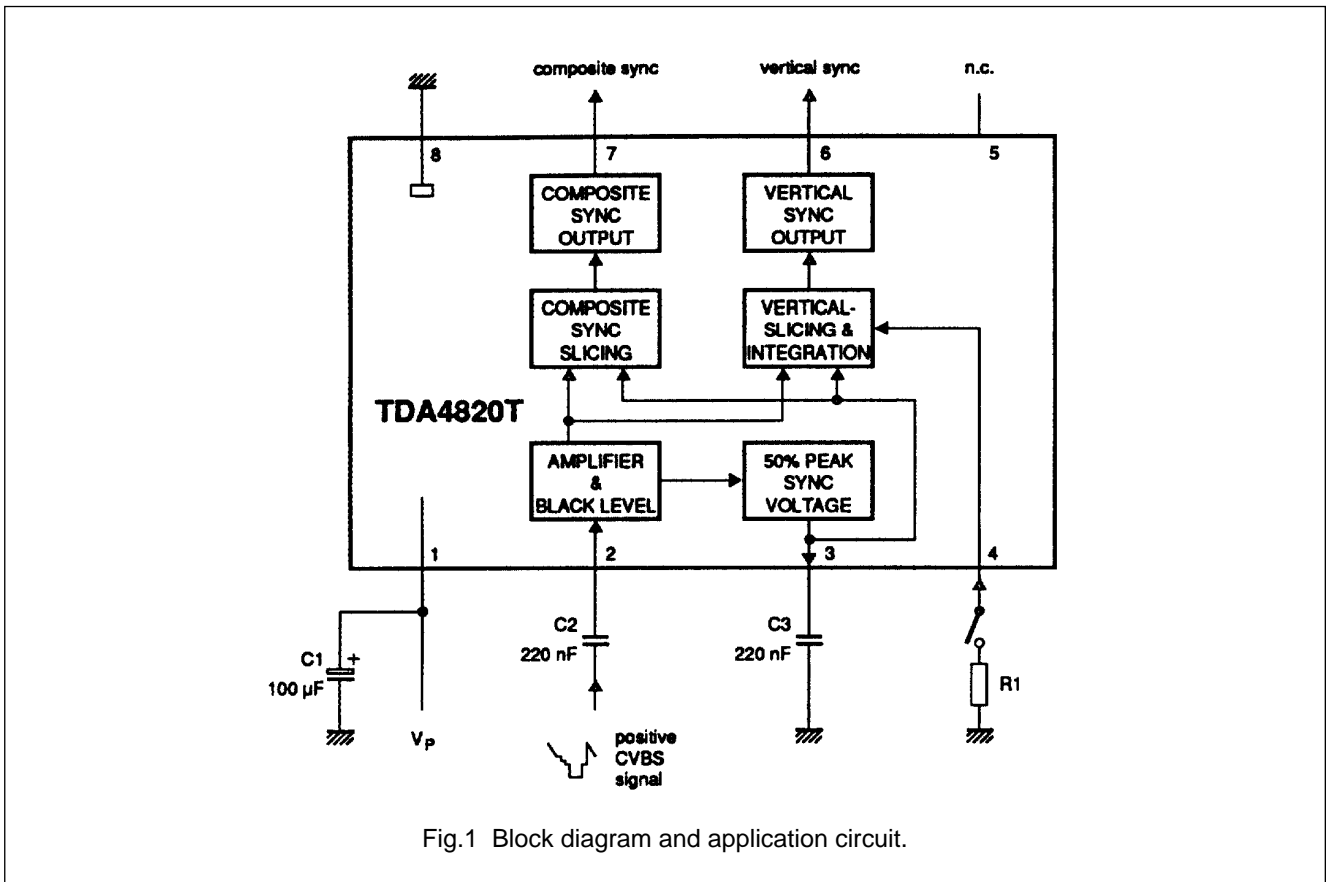 composite sync
vertical sync
n.c.
8
7
6
5
COMPOSITE
SYNC
OUTPUT
VERTICAL
SYNC
OUTPUT
COMPOSITE
SYNC
SLICING
VERTICAL-
SLICING &
INTEGRATION
TDA4820T
AMPLIFIER
&
BLACK LEVEL
50% PEAK
SYNC
VOLTAGE
1
2
3
4
C1
+
100 µF
VP
C2
220 nF
C3
220 nF
R1
positive
CVBS
signal
Fig.1 Block diagram and application circuit.